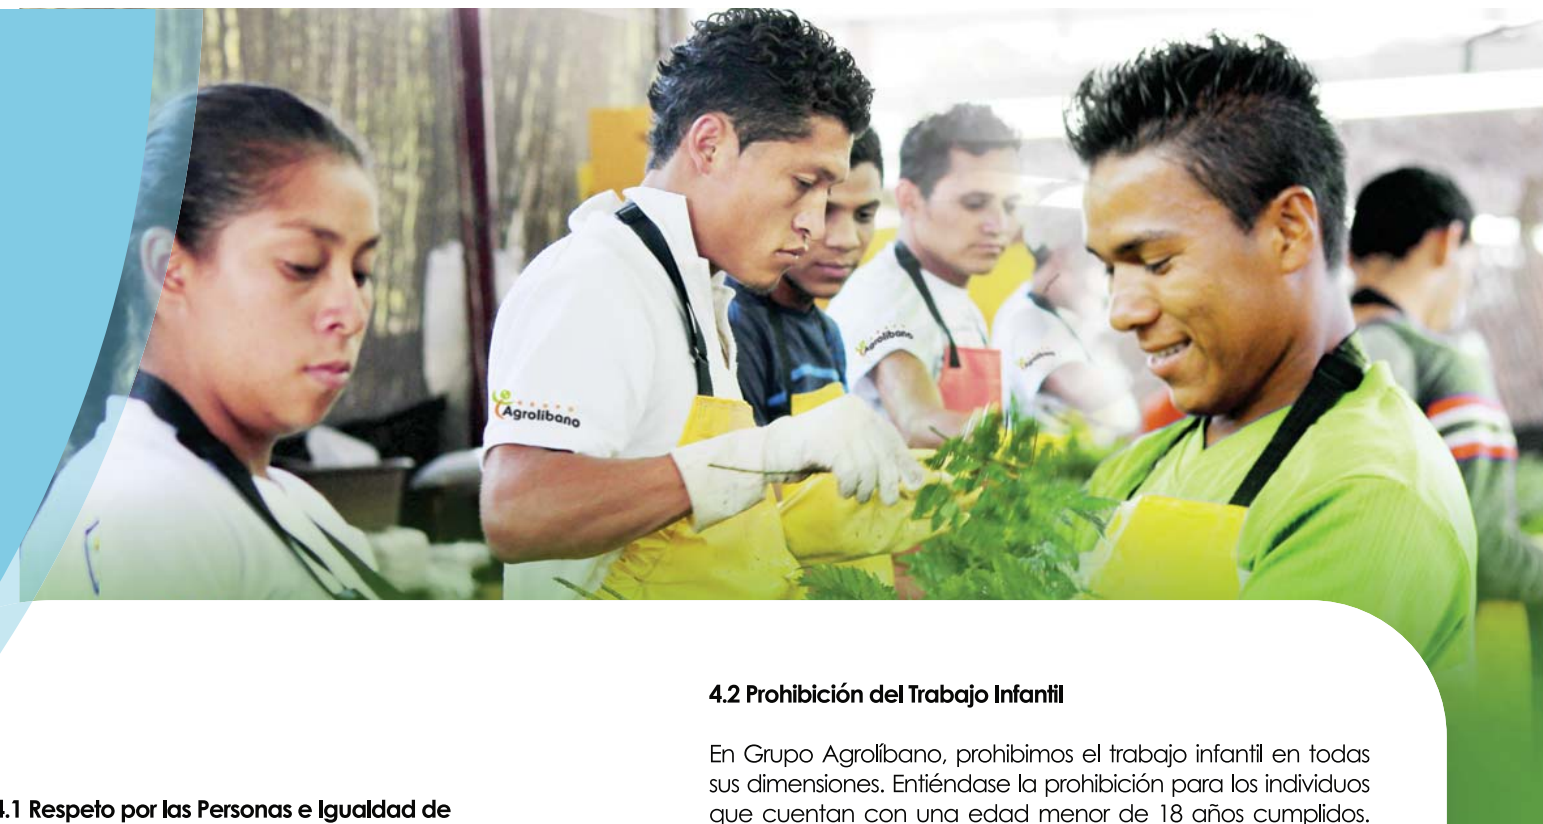 Agrolíbano
Agrolíbano
4.1 Respeto por las Personas e Igualdad de
4.2 Prohibición del Trabajo Infantil
En Grupo Agrolíbano, prohibimos el trabajo infantil en todas
sus dimensiones. Entiéndase la prohibición para los individuos
que cuentan con una edad menor de 18 años cumplidos.